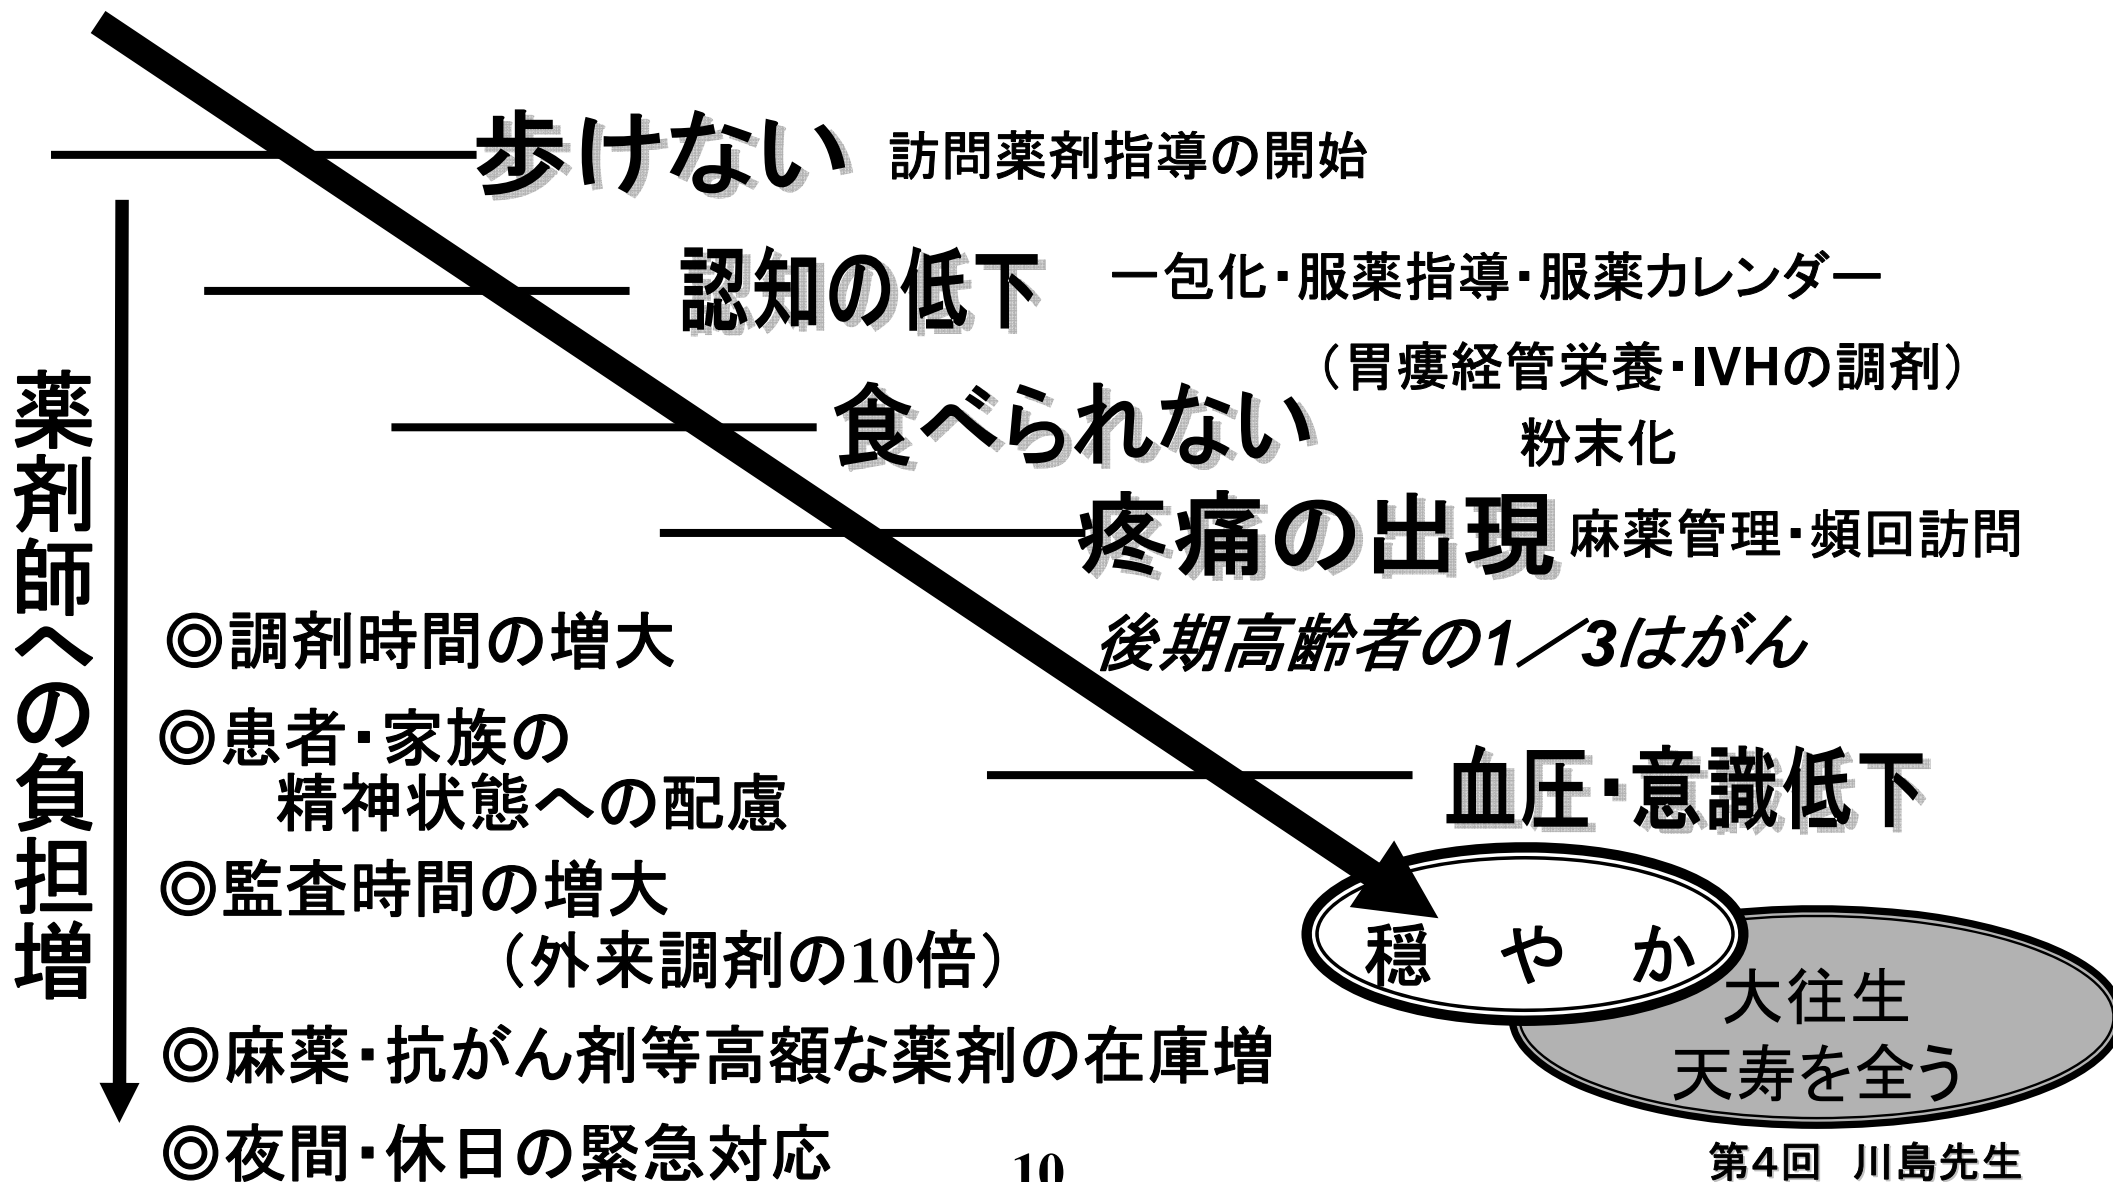 歩けない 訪問薬剤指導の開始
認知の低下 一包化・服薬指導・服薬カレンダー
(胃瘻経管栄養・IVHの調剤)
食べられない 粉末化
疼痛の出現 麻薬管理・頻回訪問
後期高齢者の1/3はがん
血圧・意識低下
穏 や か
大往生
天寿を全う
薬剤師への負担増
◎調剤時間の増大
◎患者・家族の
精神状態への配慮
◎監査時間の増大
(外来調剤の10倍)
◎麻薬・抗がん剤等高額な薬剤の在庫増
◎夜間・休日の緊急対応
10
第4回 川島先生